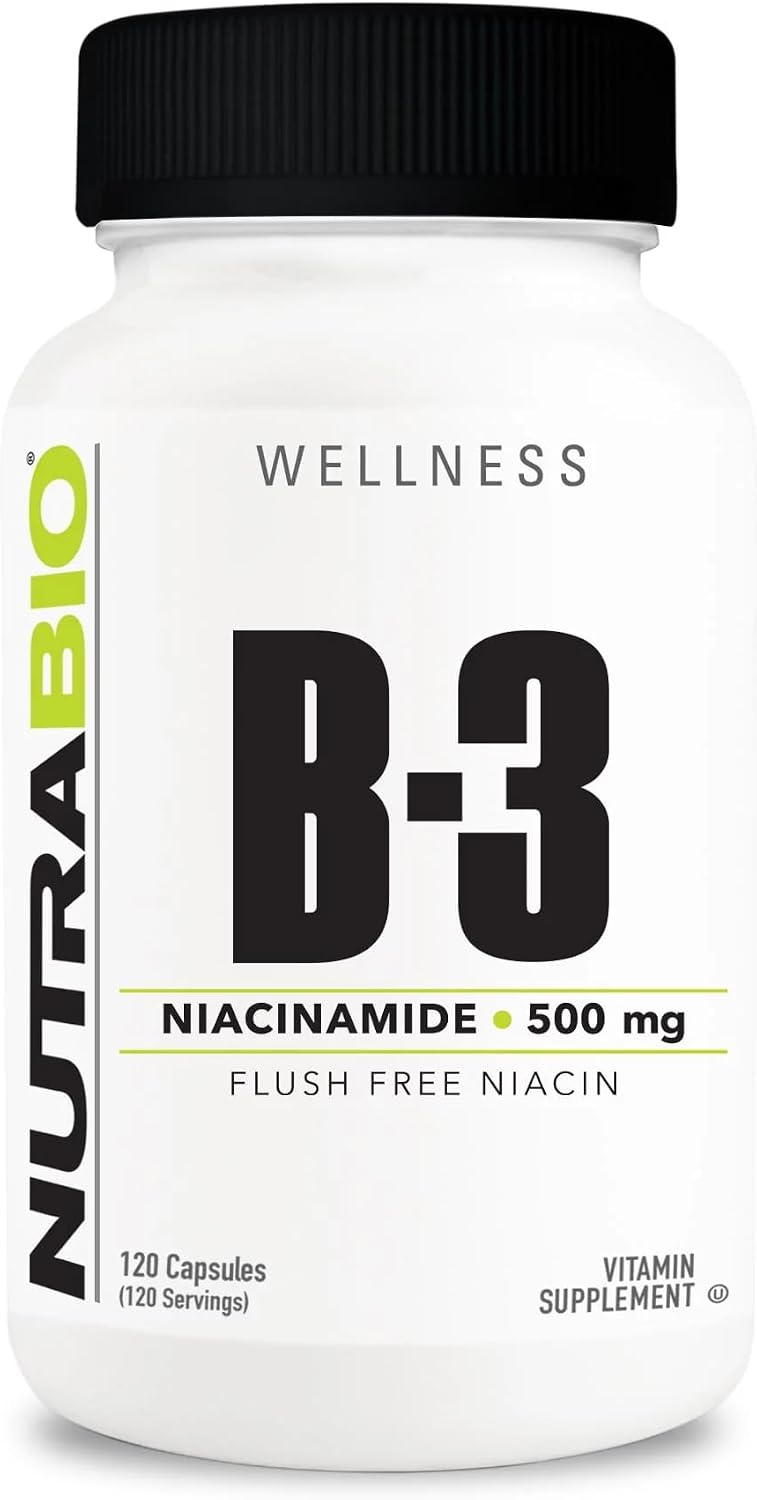 WELLNESS
NUTRABIO®
B-3
NIACINAMIDE • 500 mg
FLUSH FREE NIACIN
120 Capsules
(120 Servings)
VITAMIN
SUPPLEMENT Ⓤ